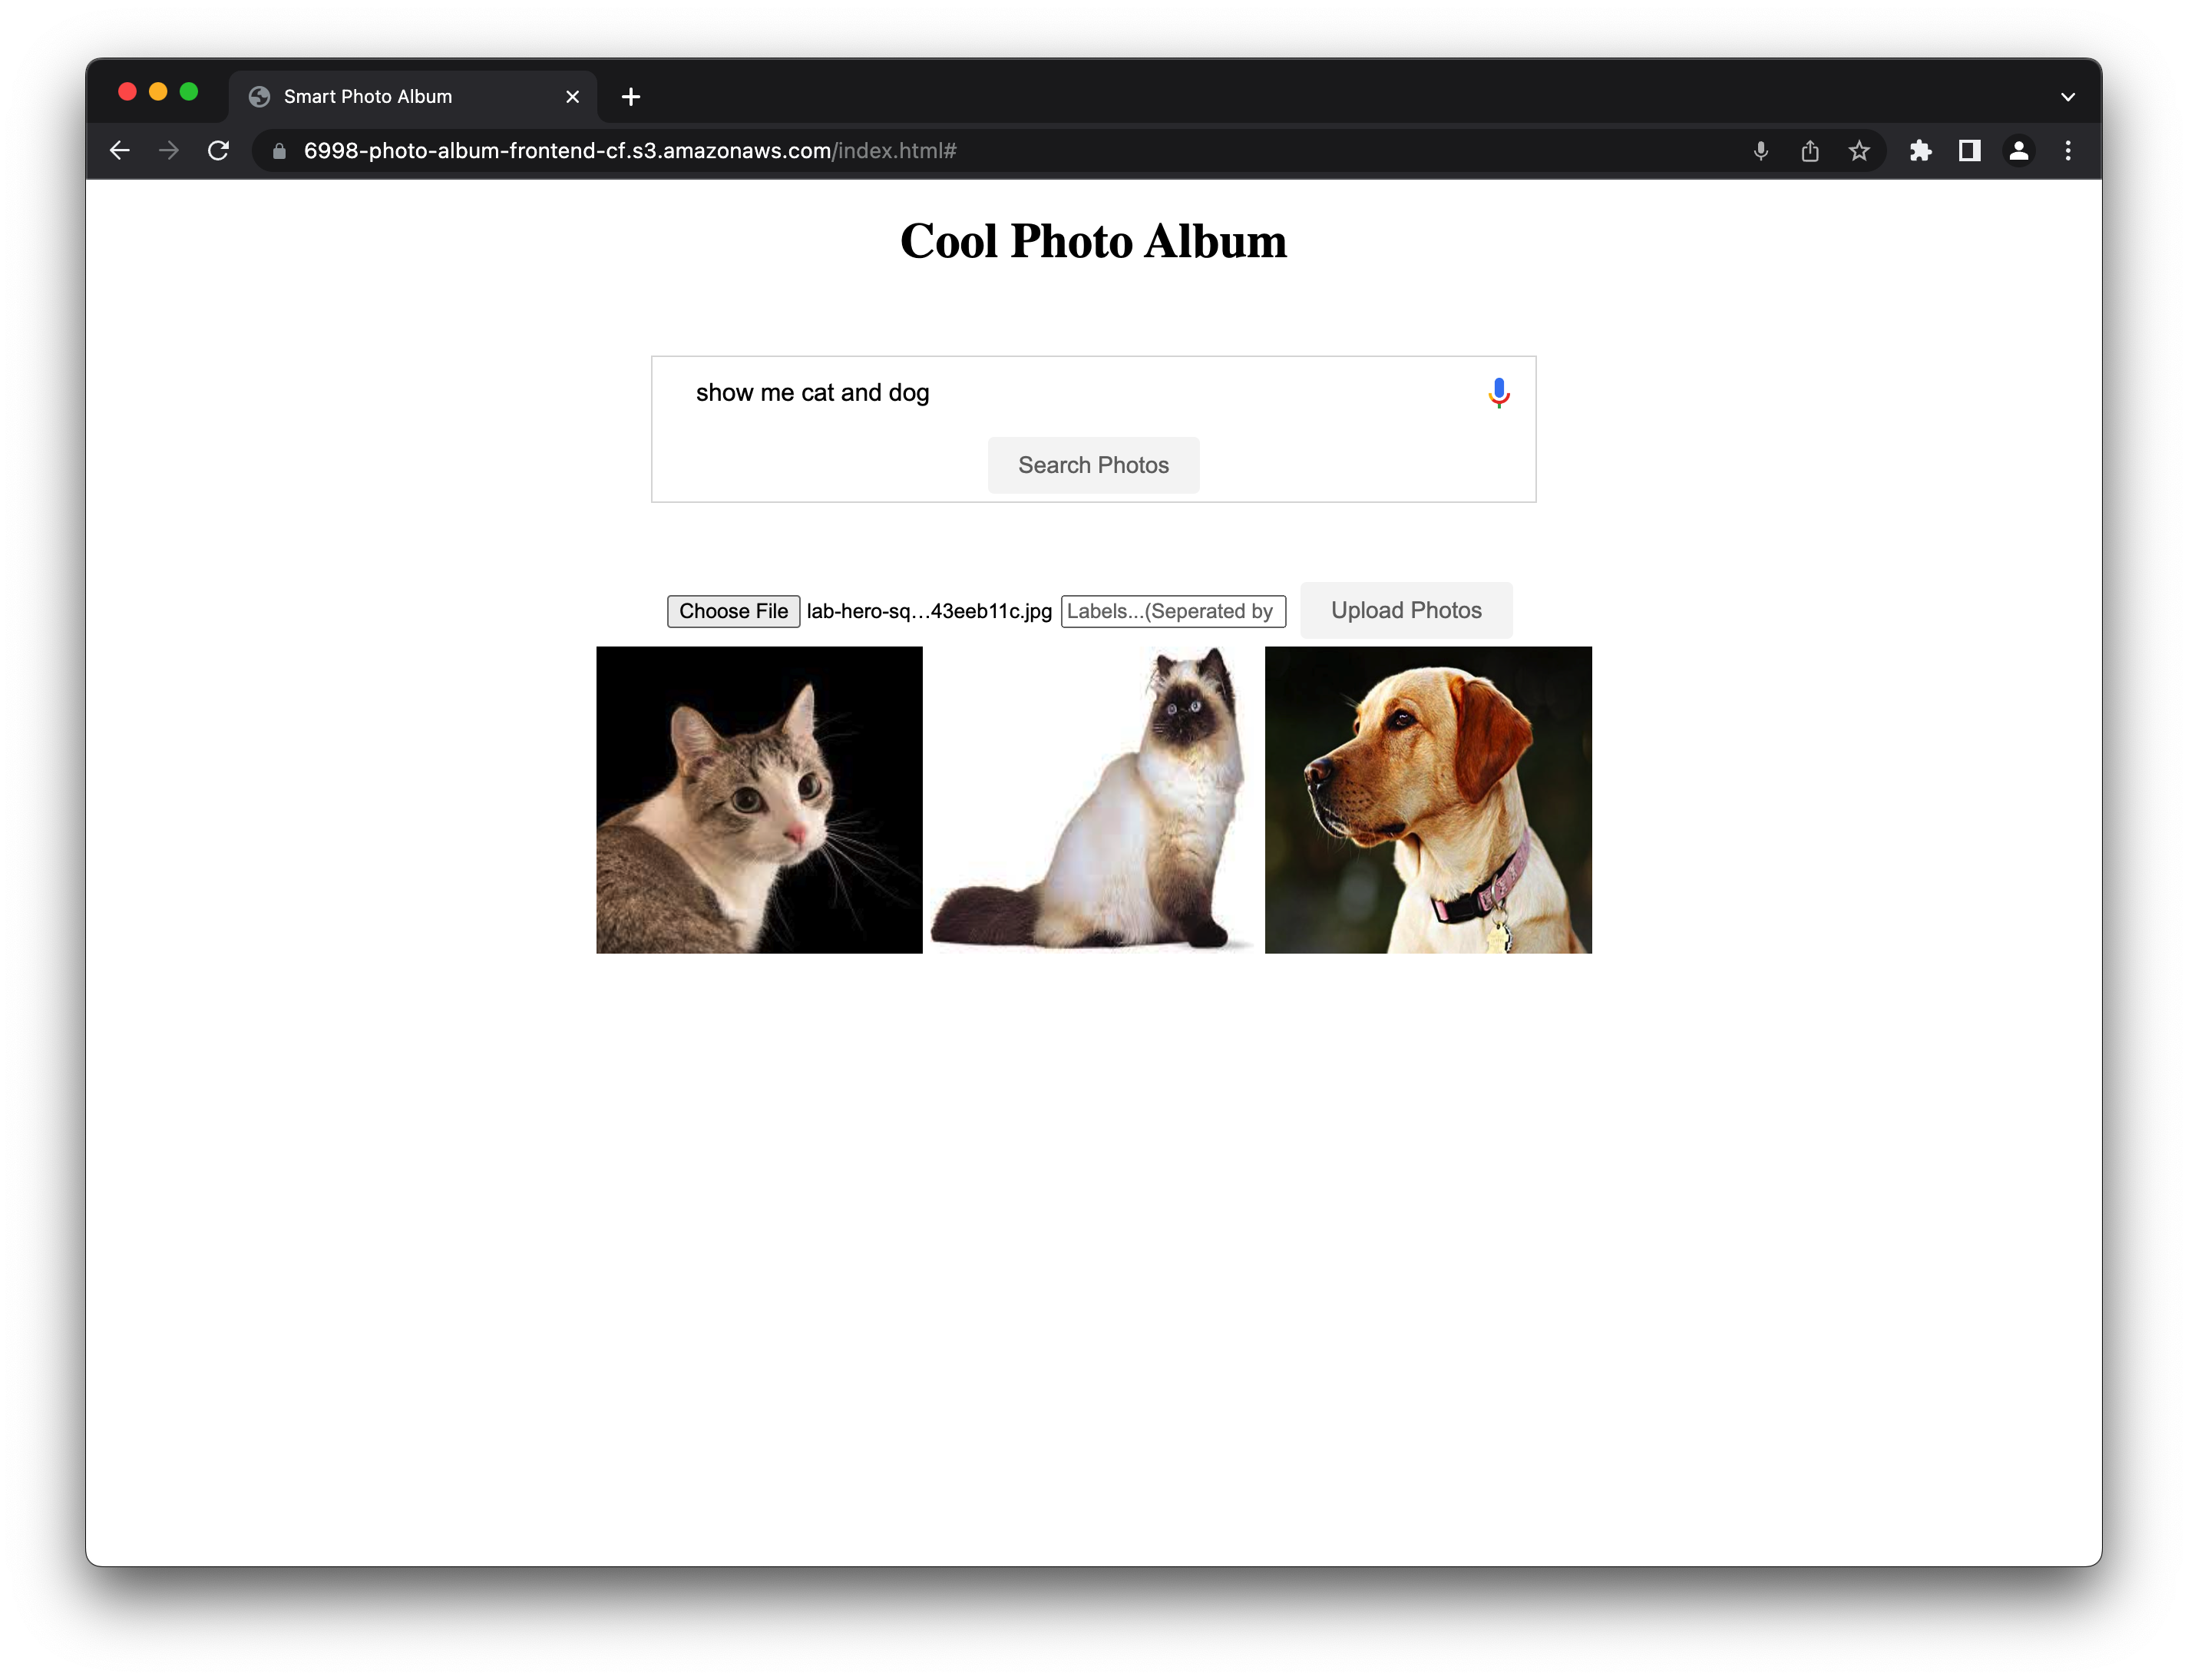 Smart Photo Album
6998-photo-album-frontend-cf.s3.amazonaws.com/index.html#
Cool Photo Album
show me cat and dog
Search Photos
Choose File lab-hero-sq...43eeb11c.jpg Labels...(Seperated by Upload Photos